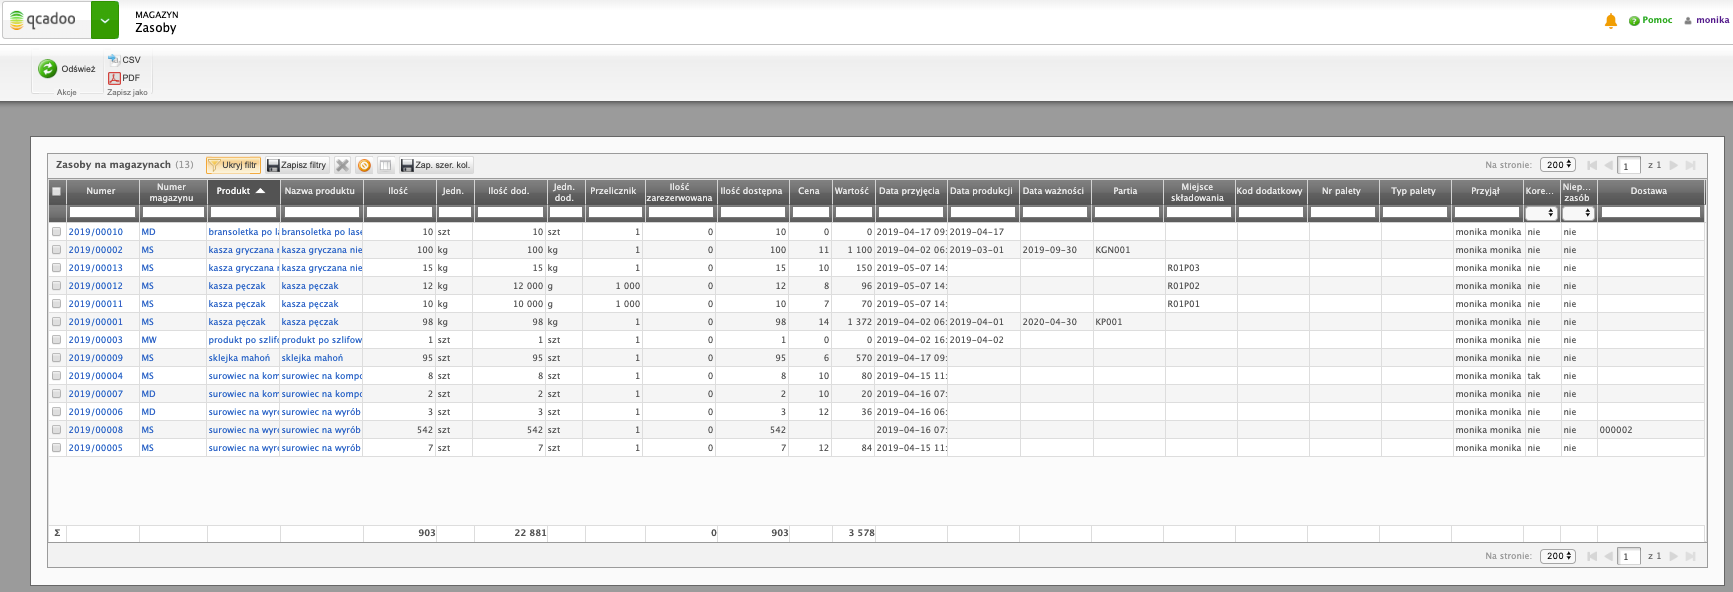 qcadoo
MAGAZYN
Zasoby
Pomoc
monika
Odśwież
CSV
PDF
Akcje
Zapisz jako
Zasoby na magazynach (13) Ukryj filtr Zapisz filtry Zap. szer. kol. Na stronie: 200 1 z 1
Numer Numer magazynu Produkt Nazwa produktu Ilość Jedn. Ilość dod. Jedn. dod. Przelicznik Ilość zarezerwowana Ilość dostępna Cena Wartość Data przyjęcia Data produkcji Data ważności Partia Miejsce składowania Kod dodatkowy Nr palety Typ palety Przyjął Kore... Niep... zasób Dostawa
2019/00010 MD bransoletka po la bransoletka po lase 10 szt 10 szt 1 0 10 0 0 2019-04-17 09: 2019-04-17 monika monika nie nie
2019/00002 MS kasza gryczana n kasza gryczana nie 100 kg 100 kg 1 0 100 11 1 100 2019-04-02 06: 2019-03-01 2019-09-30 KGN001 monika monika nie nie
2019/00013 MS kasza gryczana n kasza gryczana nie 15 kg 15 kg 1 0 15 10 150 2019-05-07 14: R01P03 monika monika nie nie
2019/00012 MS kasza pęczak kasza pęczak 12 kg 12 000 g 1 000 0 12 8 96 2019-05-07 14: R01P02 monika monika nie nie
2019/00011 MS kasza pęczak kasza pęczak 10 kg 10 000 g 1 000 0 10 7 70 2019-05-07 14: R01P01 monika monika nie nie
2019/00001 MS kasza pęczak kasza pęczak 98 kg 98 kg 1 0 98 14 1 372 2019-04-02 06: 2019-04-01 2020-04-30 KP001 monika monika nie nie
2019/00003 MW produkt po szlifo produkt po szlifow 1 szt 1 szt 1 0 1 0 0 2019-04-02 16: 2019-04-02 monika monika nie nie
2019/00009 MS sklejka mahoń sklejka mahoń 95 szt 95 szt 1 0 95 6 570 2019-04-17 09: monika monika nie nie
2019/00004 MS surowiec na kom surowiec na kompo 8 szt 8 szt 1 0 8 10 80 2019-04-15 11: monika monika tak nie
2019/00007 MD surowiec na kom surowiec na kompo 2 szt 2 szt 1 0 2 10 20 2019-04-16 07: monika monika nie nie
2019/00006 MD surowiec na wyró surowiec na wyrób 3 szt 3 szt 1 0 3 12 36 2019-04-16 06: monika monika nie nie
2019/00008 MS surowiec na wyró surowiec na wyrób 542 szt 542 szt 1 0 542 2019-04-16 07: monika monika nie nie 000002
2019/00005 MS surowiec na wyró surowiec na wyrób 7 szt 7 szt 1 0 7 12 84 2019-04-15 11: monika monika nie nie
Σ 903 22 881 0 903 3 578
Na stronie: 200 1 z 1